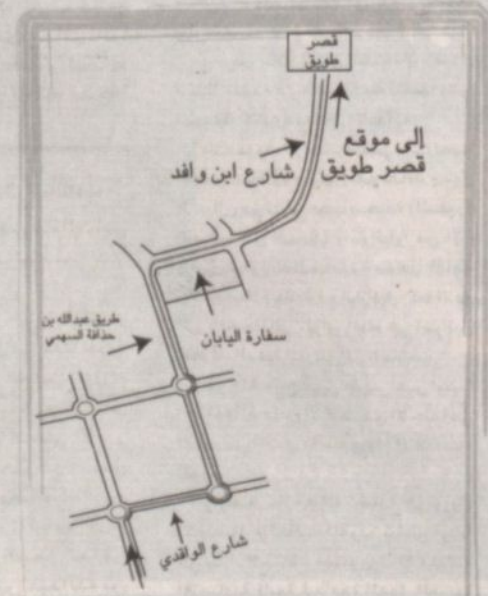 قصر
طويق
إلى موقع
قصر طويق
شارع ابن وافد
طريق عبدالله بن
حذافة السهمي
سفارة اليابان
شارع الواقدي